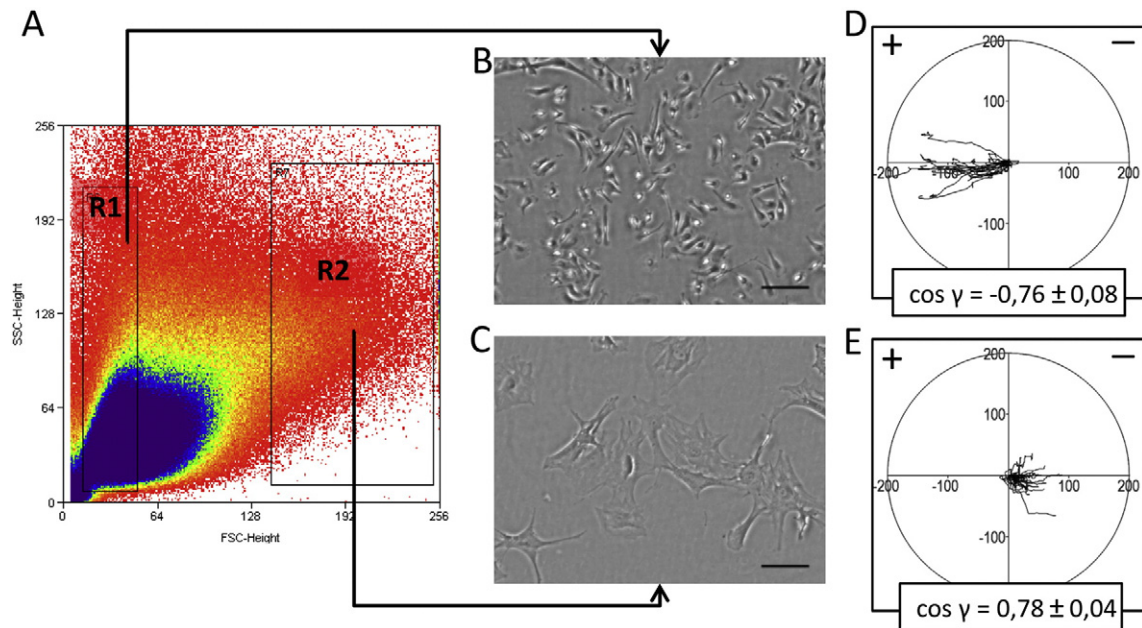 A
256
192
128
64
0
SSC-Height
R1
R2
0
64
128
192
256
FSC-Height
B
C
D
+
−
200
100
-200
-100
100
200
-100
cos γ = -0,76 ± 0,08
E
+
−
200
100
-200
-100
100
200
-100
cos γ = 0,78 ± 0,04